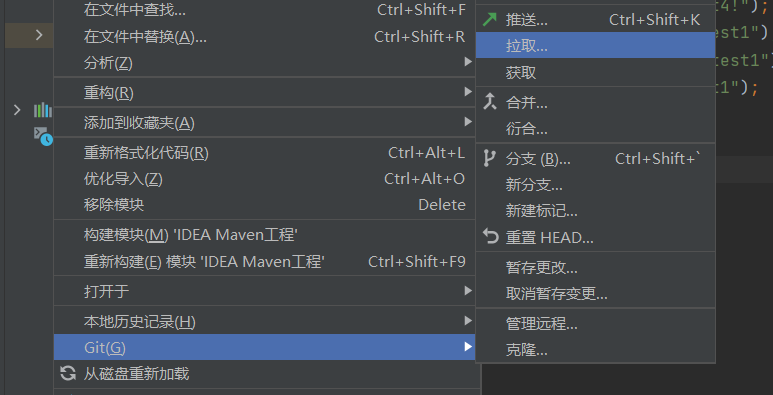 在文件中查找... Ctrl+Shift+F
在文件中替换(A)... Ctrl+Shift+R
分析(Z)
重构(R)
添加到收藏夹(A)
重新格式化代码(R) Ctrl+Alt+L
优化导入(Z) Ctrl+Alt+O
移除模块 Delete
构建模块(M) 'IDEA Maven工程'
重新构建(E) 模块 'IDEA Maven工程' Ctrl+Shift+F9
打开于
本地历史记录(H)
Git(G)
从磁盘重新加载
推送... Ctrl+Shift+K
拉取...
获取
合并...
衍合...
分支 (B)... Ctrl+Shift+`
新分支...
新建标记...
重置 HEAD...
暂存更改...
取消暂存变更...
管理远程...
克隆...
4!");
est1")
est1")
t1");